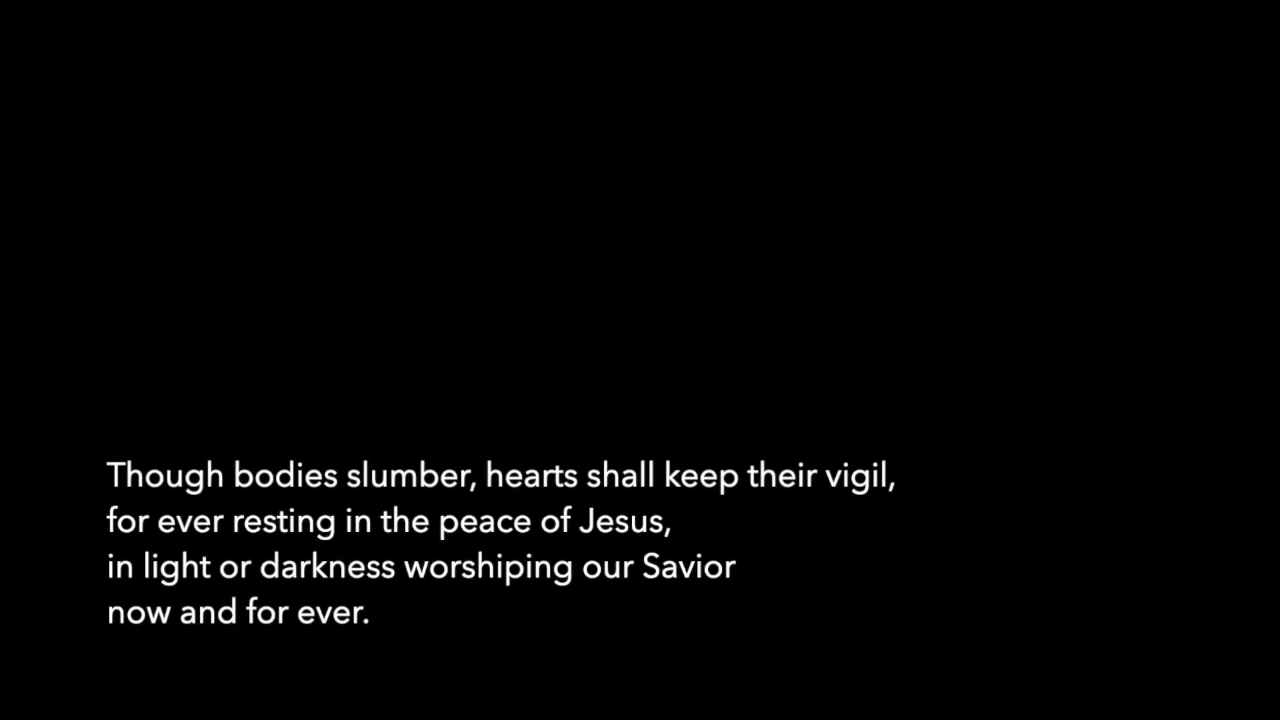 Though bodies slumber, hearts shall keep their vigil,
for ever resting in the peace of Jesus,
in light or darkness worshiping our Savior
now and for ever.